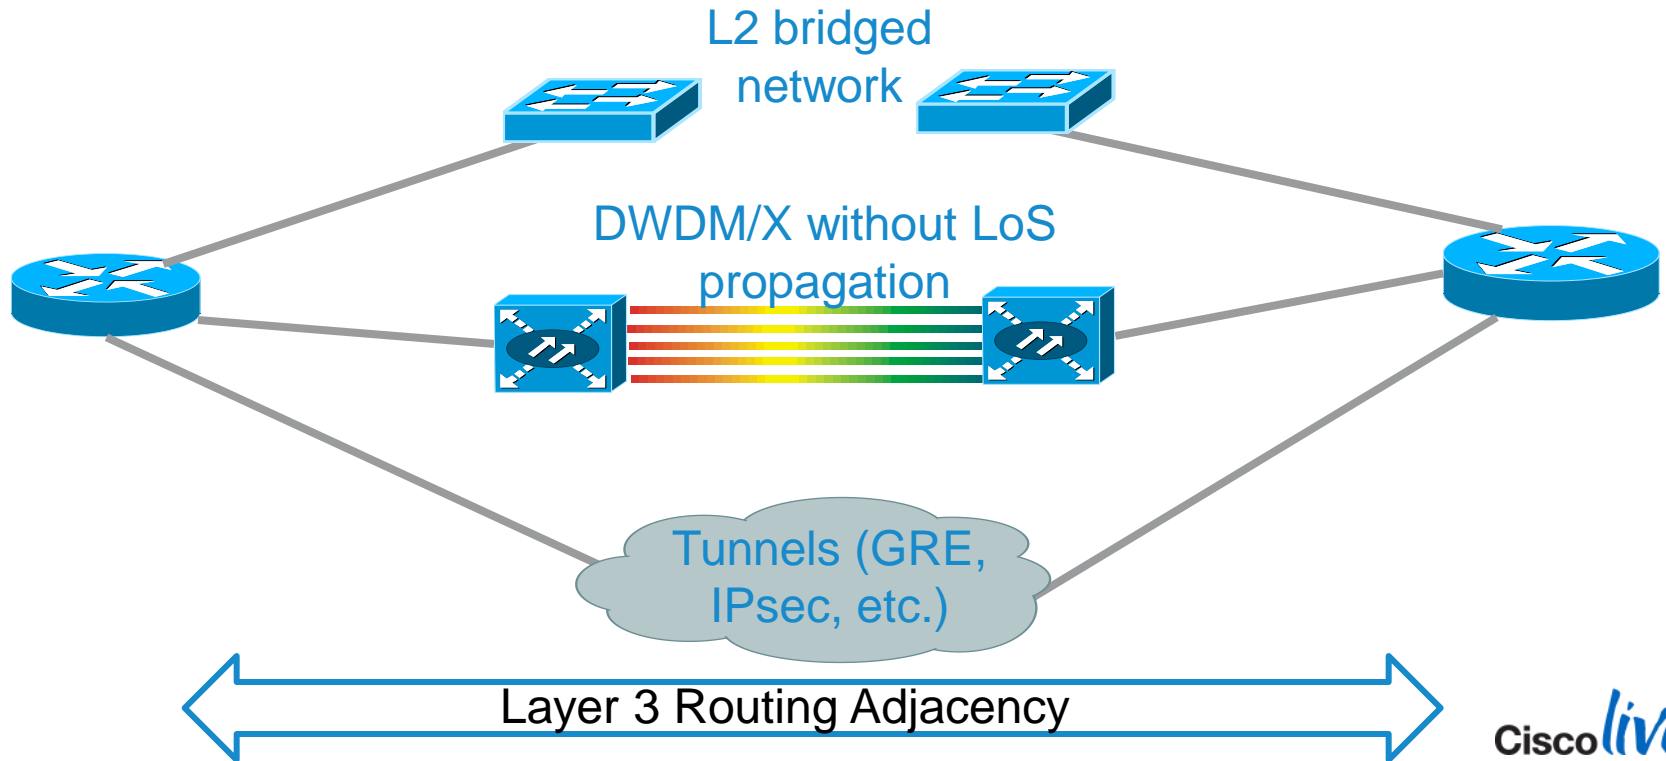 L2 bridged
network
DWDM/X without LoS
propagation
Tunnels (GRE,
IPsec, etc.)
Layer 3 Routing Adjacency
Cisco